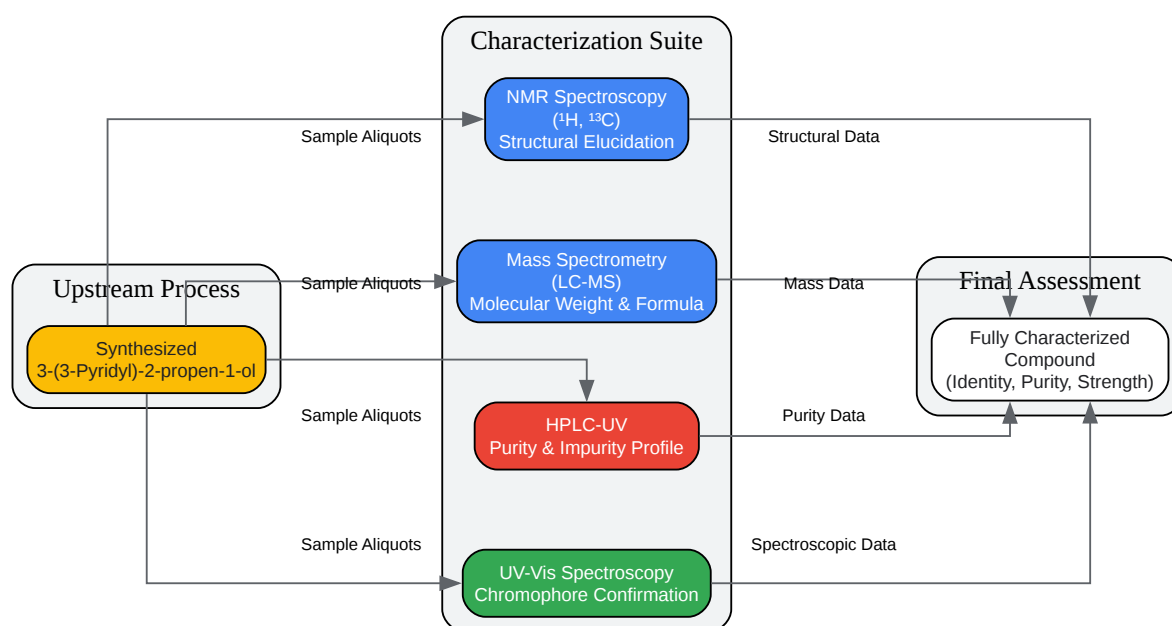 Characterization Suite
NMR Spectroscopy
(¹H, ¹³C)
Structural Elucidation
Sample Aliquots
Structural Data
Upstream Process
Synthesized
3-(3-Pyridyl)-2-propen-1-ol
Sample Aliquots
Mass Spectrometry
(LC-MS)
Molecular Weight & Formula
Mass Data
Final Assessment
Fully Characterized
Compound
(Identity, Purity, Strength)
Sample Aliquots
HPLC-UV
Purity & Impurity Profile
Purity Data
Sample Aliquots
UV-Vis Spectroscopy
Chromophore Confirmation
Spectroscopic Data